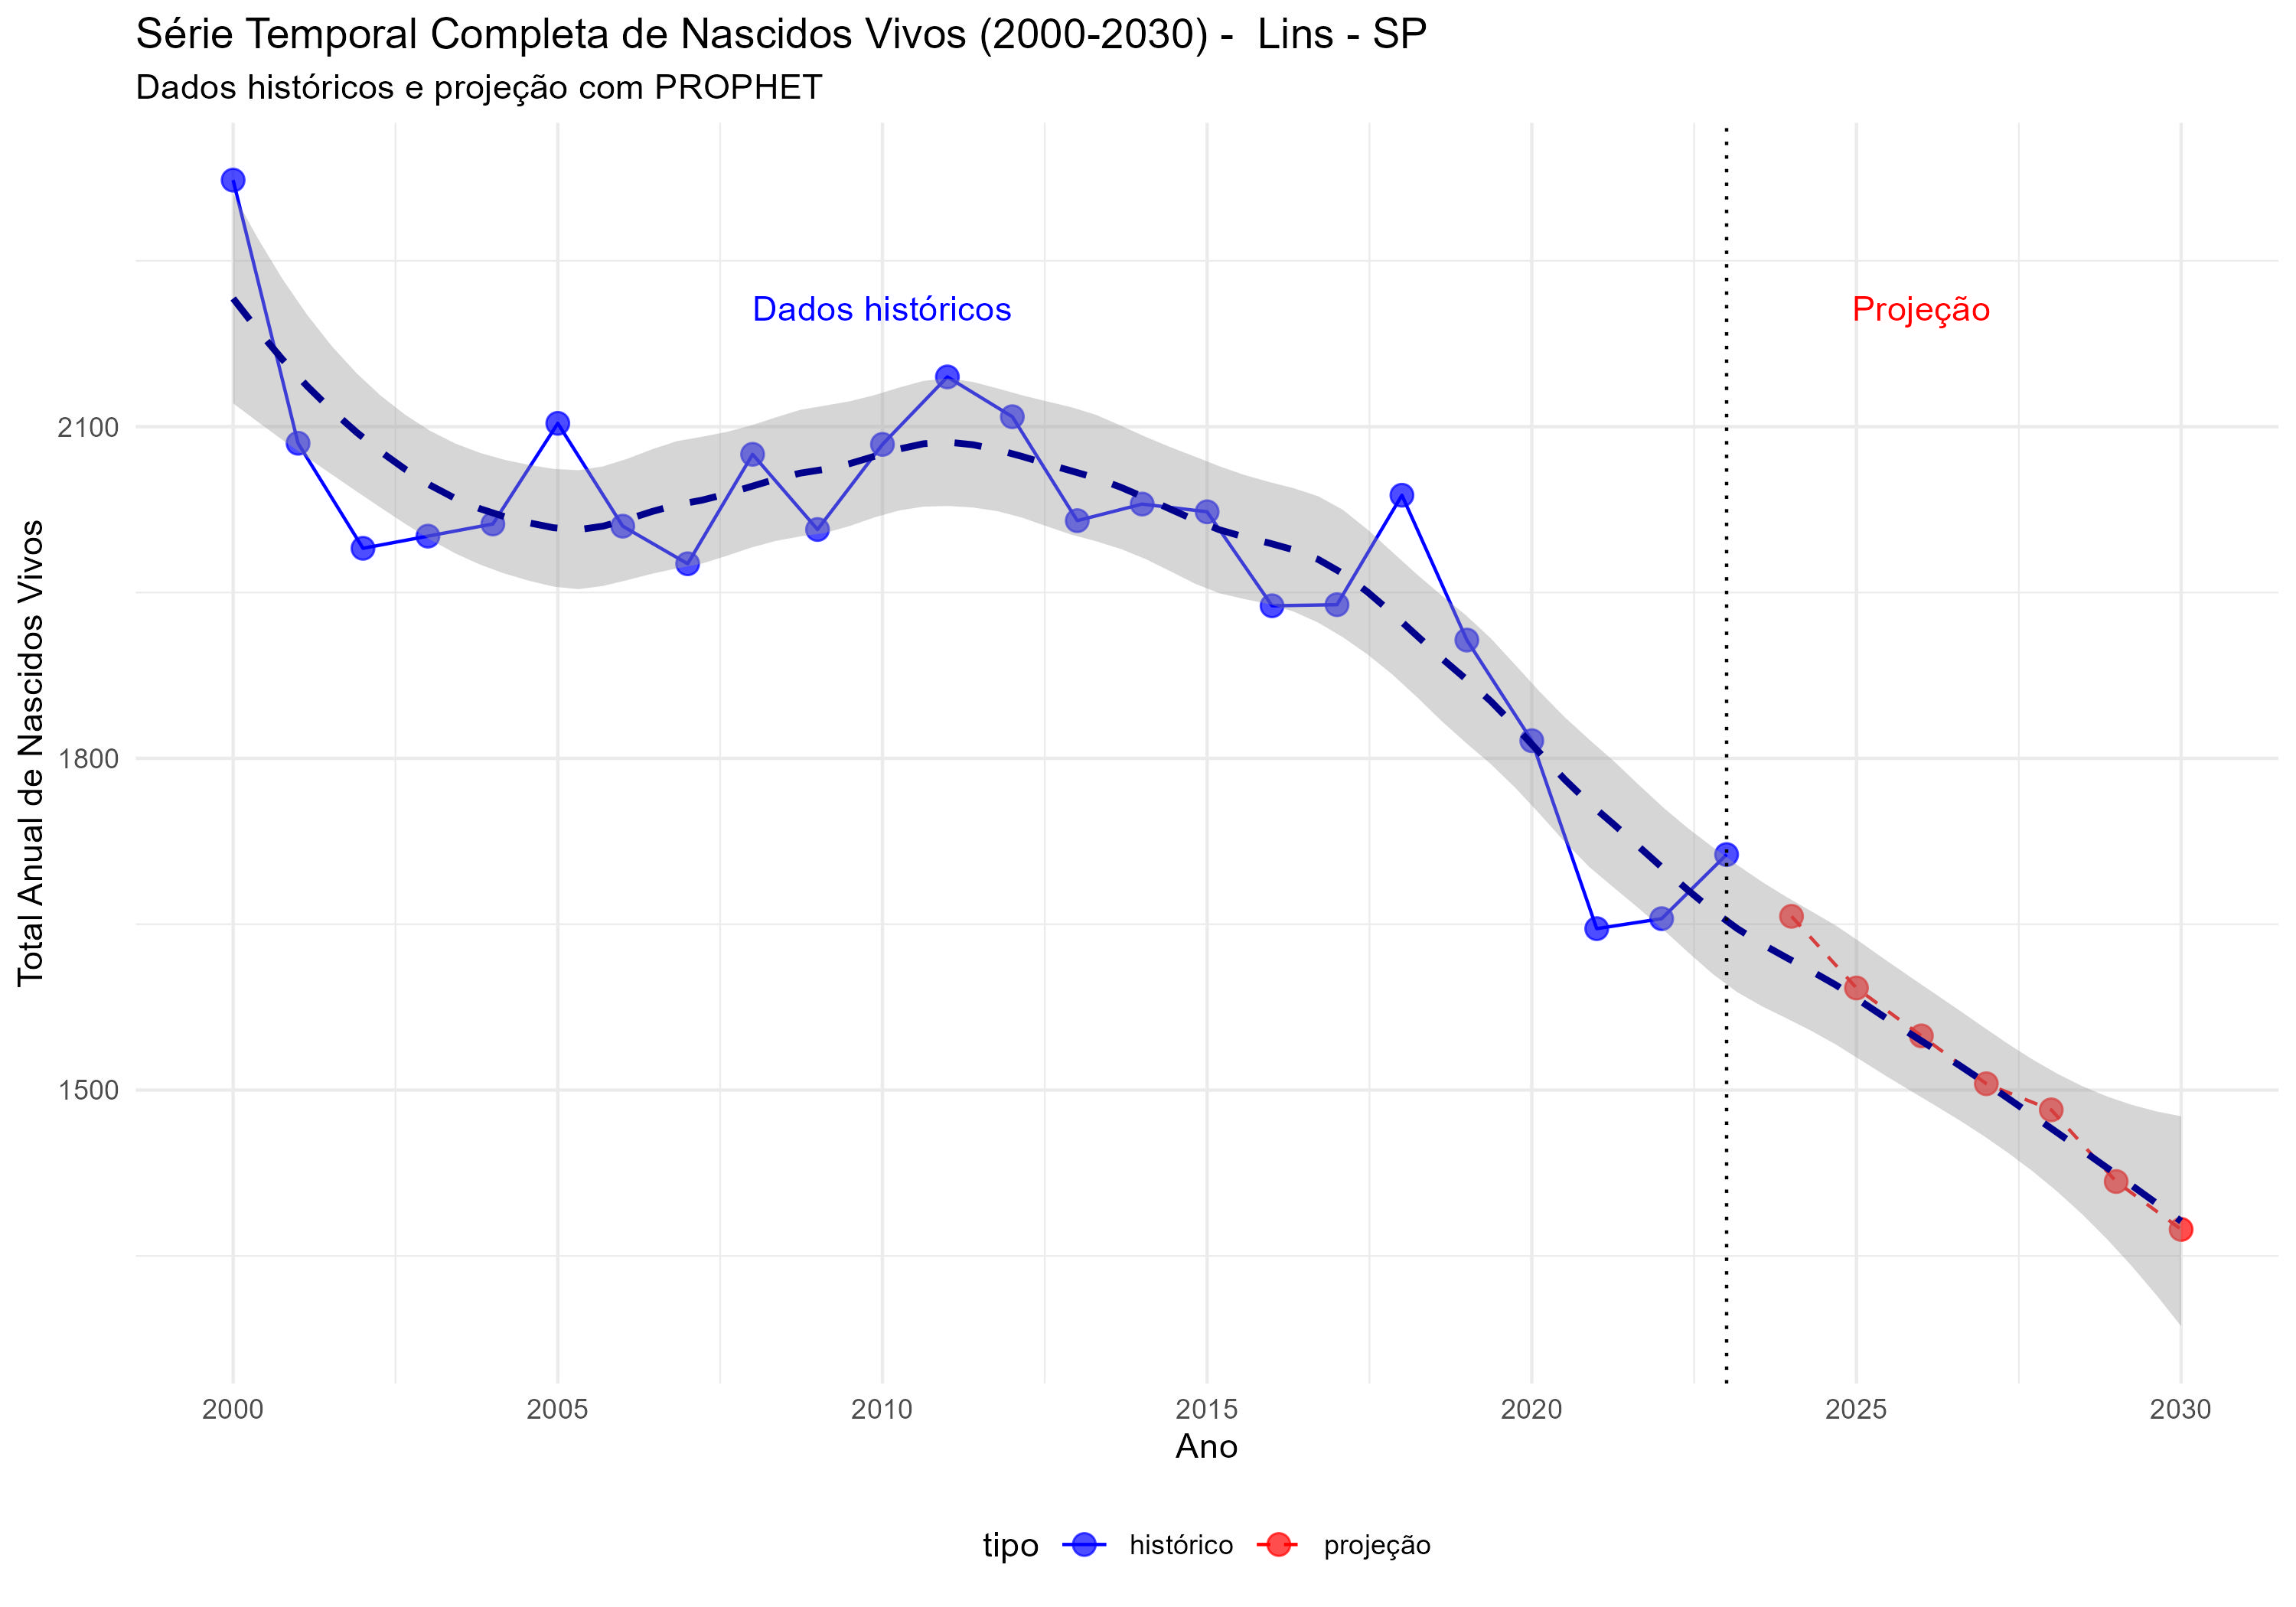 Série Temporal Completa de Nascidos Vivos (2000-2030) -  Lins - SP
Dados históricos e projeção com PROPHET
Dados históricos
Projeção
Total Anual de Nascidos Vivos
2100
1800
1500
2000 2005 2010 2015 2020 2025 2030
Ano
tipo histórico projeção